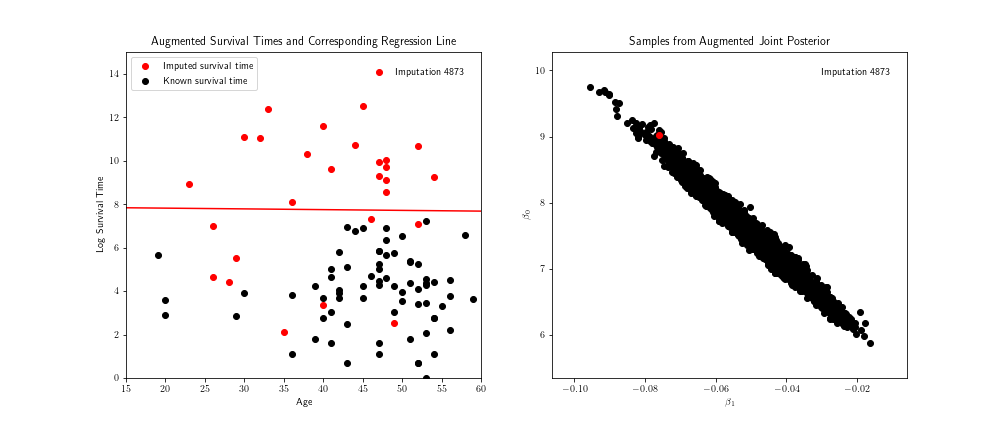 Augmented Survival Times and Corresponding Regression Line
Imputed survival time
Known survival time
Imputation 4873
Log Survival Time
14
12
10
8
6
4
2
0
15 20 25 30 35 40 45 50 55 60
Age
Samples from Augmented Joint Posterior
Imputation 4873
β₀
10
9
8
7
6
−0.10 −0.08 −0.06 −0.04 −0.02
β₁